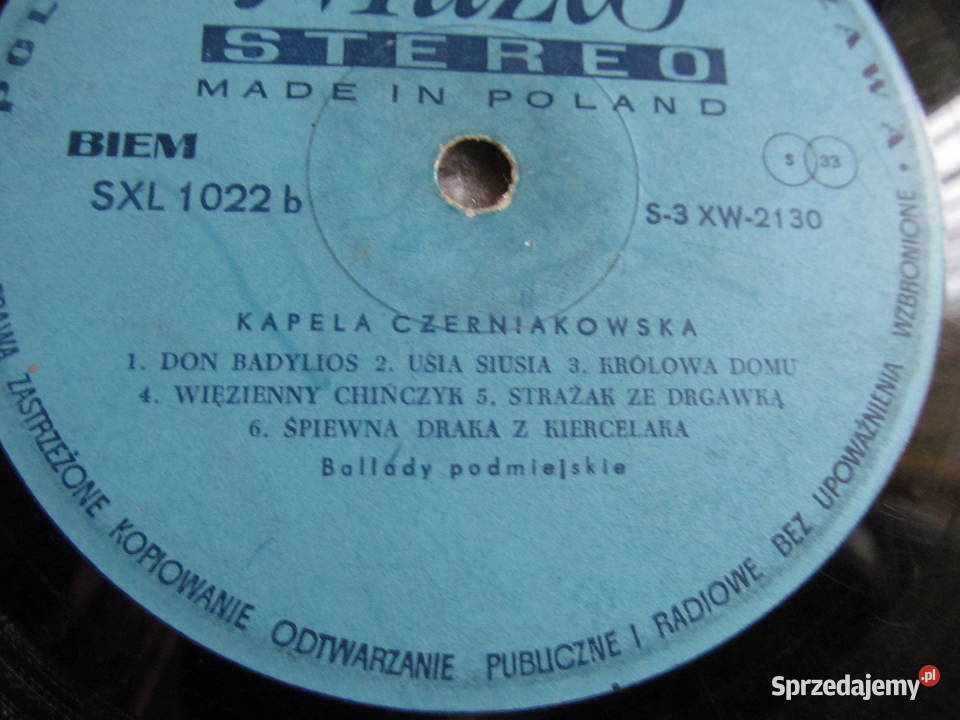 STEREO
MADE IN POLAND
BIEM
S 33
SXL 1022 b
S-3 XW-2130
KAPELA CZERNIAKOWSKA
1. DON BADYLIOS 2. UŚIA SIUSIA 3. KRÓLOWA DOMU
4. WIĘZIENNY CHIŃCZYK 5. STRAŻAK ZE DRGAWKĄ
6. ŚPIEWNA DRAKA Z KIERCELAKA
Ballady podmiejskie
ZASTRZEŻONE KOPIOWANIE ODTWARZANIE PUBLICZNE I RADIOWE BEZ UPOWAŻNIENIA WZBRONIONE
Sprzedajemy.pl